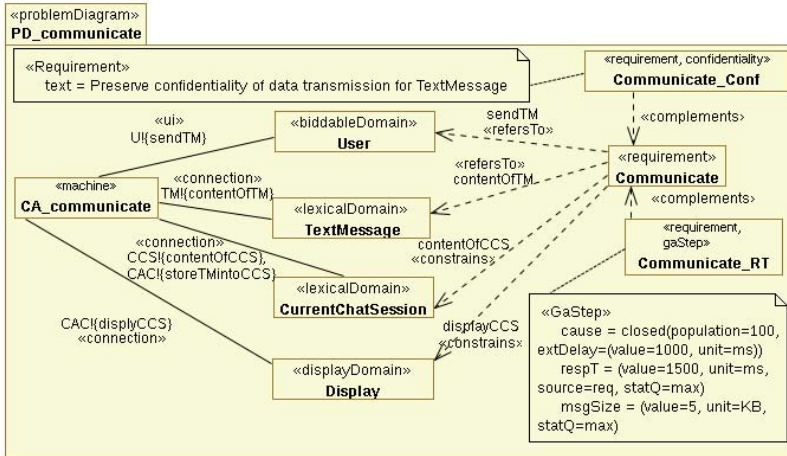 «problemDiagram»
PD_communicate
«Requirement»
text = Preserve confidentiality of data transmission for TextMessage
«requirement, confidentiality»
Communicate_Conf
«ui»
U!{sendTM}
«biddableDomain»
User
sendTM
«refersTo»
«complements»
«machine»
CA_communicate
«connection»
TM!{contentOfTM}
«lexicalDomain»
TextMessage
«refersTo»
contentOfTM
«requirement»
Communicate
«complements»
«requirement,
gaStep»
Communicate_RT
«connection»
CCS!{contentOfCCS},
CAC!{storeTMintoCCS}
«lexicalDomain»
CurrentChatSession
contentOfCCS
«constrains»
CAC!{displyCCS}
«connection»
«displayDomain»
Display
displayCCS
«constrains»
«GaStep»
cause = closed(population=100,
extDelay=(value=1000, unit=ms))
respT = (value=1500, unit=ms,
source=req, statQ=max)
msgSize = (value=5, unit=KB,
statQ=max)